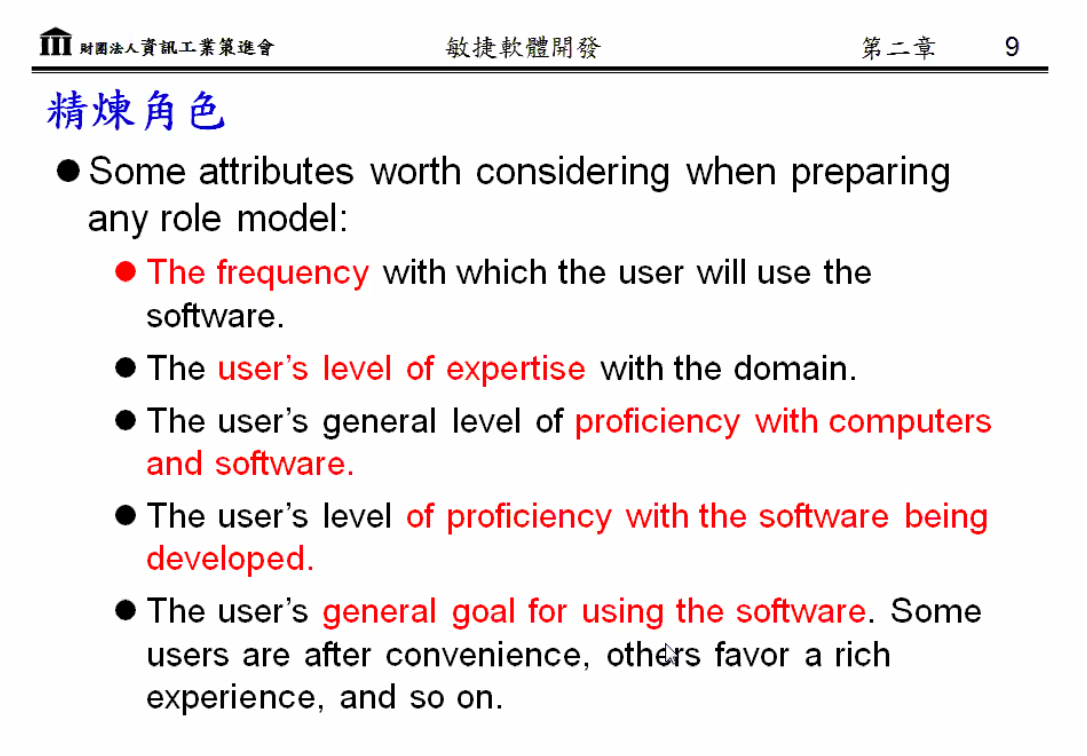 財團法人資訊工業策進會 敏捷軟體開發 第二章 9
精煉角色
● Some attributes worth considering when preparing
any role model:
● The frequency with which the user will use the
software.
● The user's level of expertise with the domain.
● The user's general level of proficiency with computers
and software.
● The user's level of proficiency with the software being
developed.
● The user's general goal for using the software. Some
users are after convenience, others favor a rich
experience, and so on.